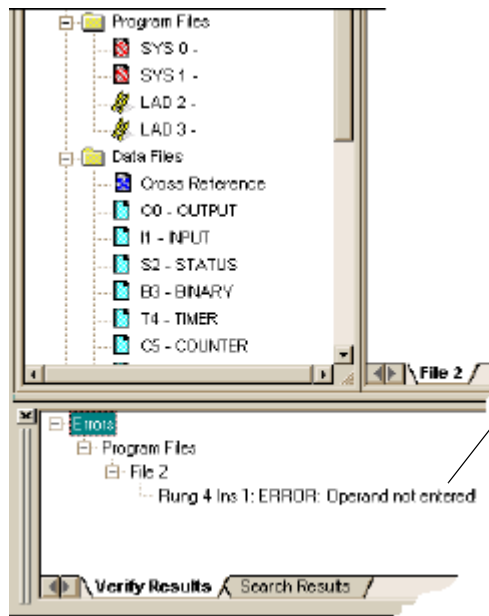 Program Files
SYS 0 -
SYS 1 -
LAD 2 -
LAD 3 -
Data Files
Cross Reference
O0 - OUTPUT
I1 - INPUT
S2 - STATUS
B3 - BINARY
T4 - TIMER
C5 - COUNTER
File 2
Errors
Program Files
File 2
Rung 4 Ins 1: ERROR: Operand not entered!
Verify Results
Search Results